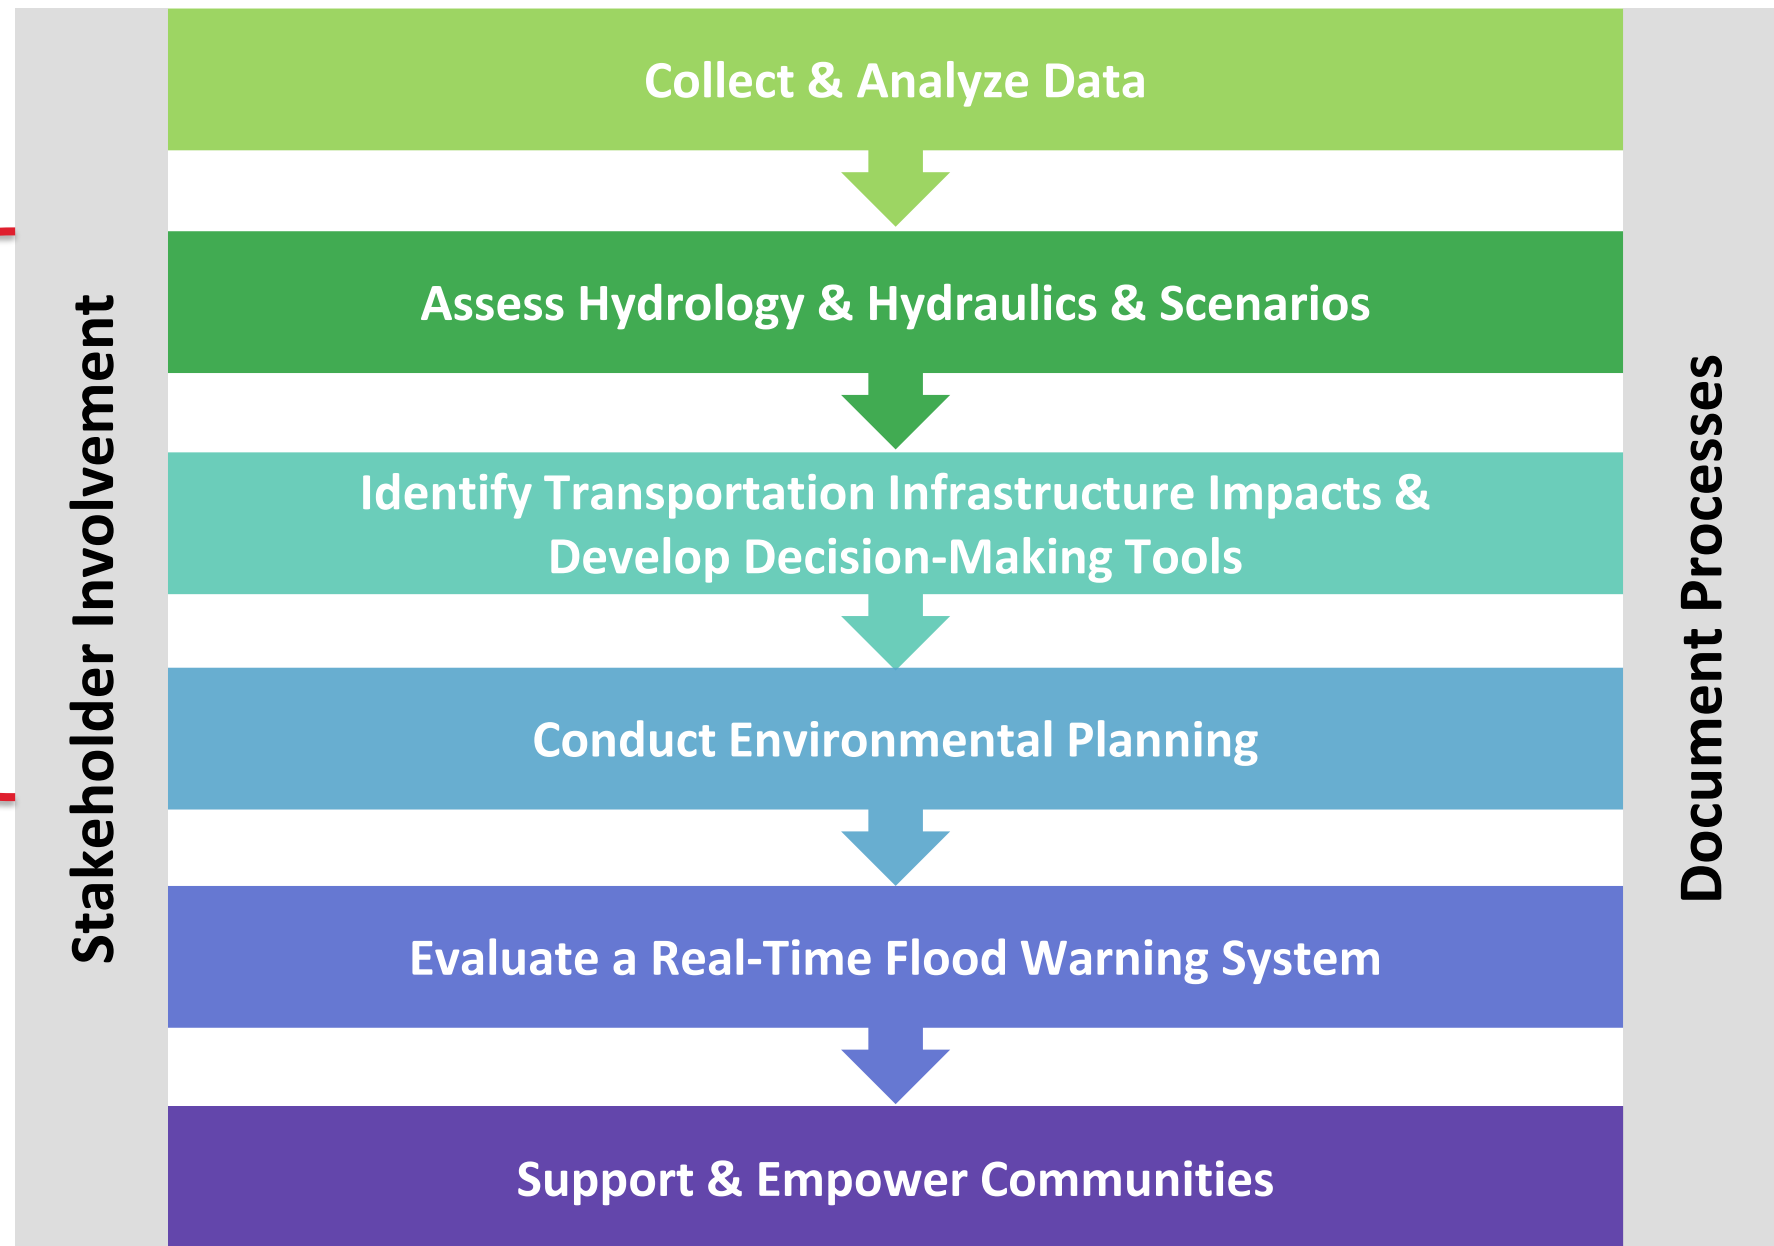 Collect & Analyze Data
Assess Hydrology & Hydraulics & Scenarios
Identify Transportation Infrastructure Impacts &
Develop Decision-Making Tools
Conduct Environmental Planning
Evaluate a Real-Time Flood Warning System
Support & Empower Communities
Stakeholder Involvement
Document Processes